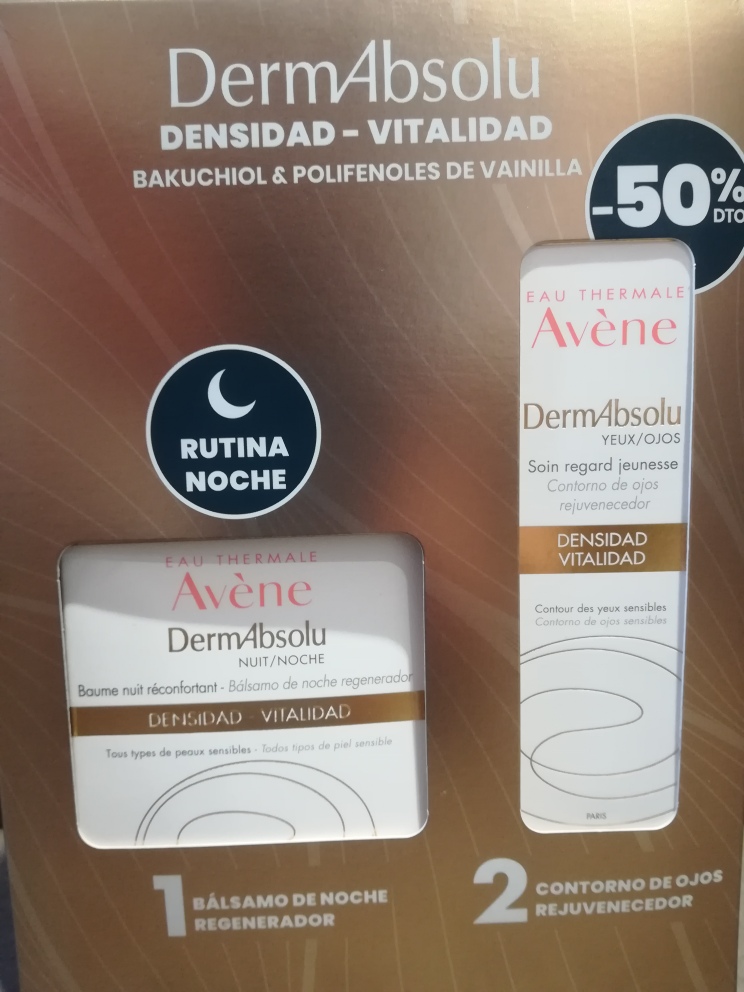 DermAbsolu
DENSIDAD - VITALIDAD
BAKUCHIOL & POLIFENOLES DE VAINILLA
-50%
DTO
EAU THERMALE
Avène
DermAbsolu
YEUX/OJOS
Soin regard jeunesse
Contorno de ojos
rejuvenecedor
DENSIDAD
VITALIDAD
Contour des yeux sensibles
Contorno de ojos sensibles
PARIS
RUTINA
NOCHE
EAU THERMALE
Avène
DermAbsolu
NUIT/NOCHE
Baume nuit réconfortant - Bálsamo de noche regenerador
DENSIDAD - VITALIDAD
Tous types de peaux sensibles - Todos tipos de piel sensible
1 BÁLSAMO DE NOCHE
REGENERADOR
2 CONTORNO DE OJOS
REJUVENECEDOR